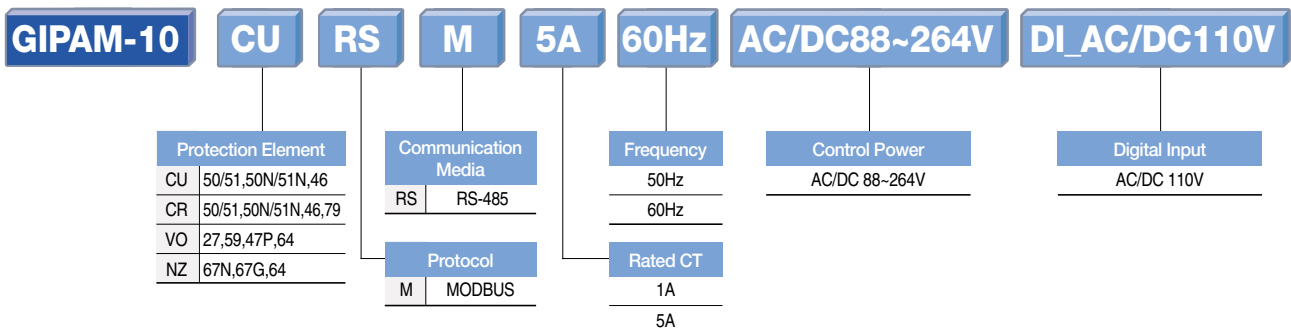 GIPAM-10 CU RS M 5A 60Hz AC/DC88~264V DI_AC/DC110V
Protection Element
CU 50/51,50N/51N,46
CR 50/51,50N/51N,46,79
VO 27,59,47P,64
NZ 67N,67G,64
Communication
Media
RS RS-485
Protocol
M MODBUS
Frequency
50Hz
60Hz
Rated CT
1A
5A
Control Power
AC/DC 88~264V
Digital Input
AC/DC 110V